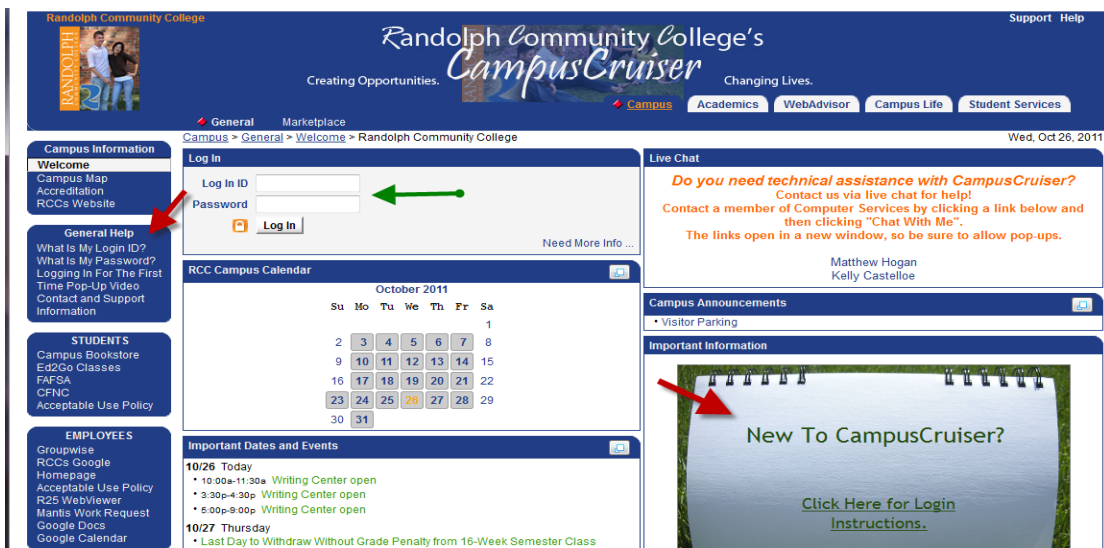 Randolph Community College
Support Help
RANDOLPH
Randolph Community College's
CampusCruiser
Creating Opportunities.
Changing Lives.
Campus Academics WebAdvisor Campus Life Student Services
General Marketplace
Campus > General > Welcome > Randolph Community College
Wed, Oct 26, 2011
Campus Information
Welcome
Campus Map
Accreditation
RCCs Website
General Help
What Is My Login ID?
What Is My Password?
Logging In For The First
Time Pop-Up Video
Contact and Support
Information
STUDENTS
Campus Bookstore
Ed2Go Classes
FAFSA
CFNC
Acceptable Use Policy
EMPLOYEES
Groupwise
RCCs Google
Homepage
Acceptable Use Policy
R25 WebViewer
Mantis Work Request
Google Docs
Google Calendar
Log In
Log In ID
Password
Log In
Need More Info ...
RCC Campus Calendar
October 2011
Su Mo Tu We Th Fr Sa
1
2 3 4 5 6 7 8
9 10 11 12 13 14 15
16 17 18 19 20 21 22
23 24 25 26 27 28 29
30 31
Important Dates and Events
10/26 Today
• 10:00a-11:30a Writing Center open
• 3:30p-4:30p Writing Center open
• 5:00p-9:00p Writing Center open
10/27 Thursday
• Last Day to Withdraw Without Grade Penalty from 16-Week Semester Class
Live Chat
Do you need technical assistance with CampusCruiser?
Contact us via live chat for help!
Contact a member of Computer Services by clicking a link below and
then clicking "Chat With Me".
The links open in a new window, so be sure to allow pop-ups.
Matthew Hogan
Kelly Castelloe
Campus Announcements
• Visitor Parking
Important Information
New To CampusCruiser?
Click Here for Login
Instructions.